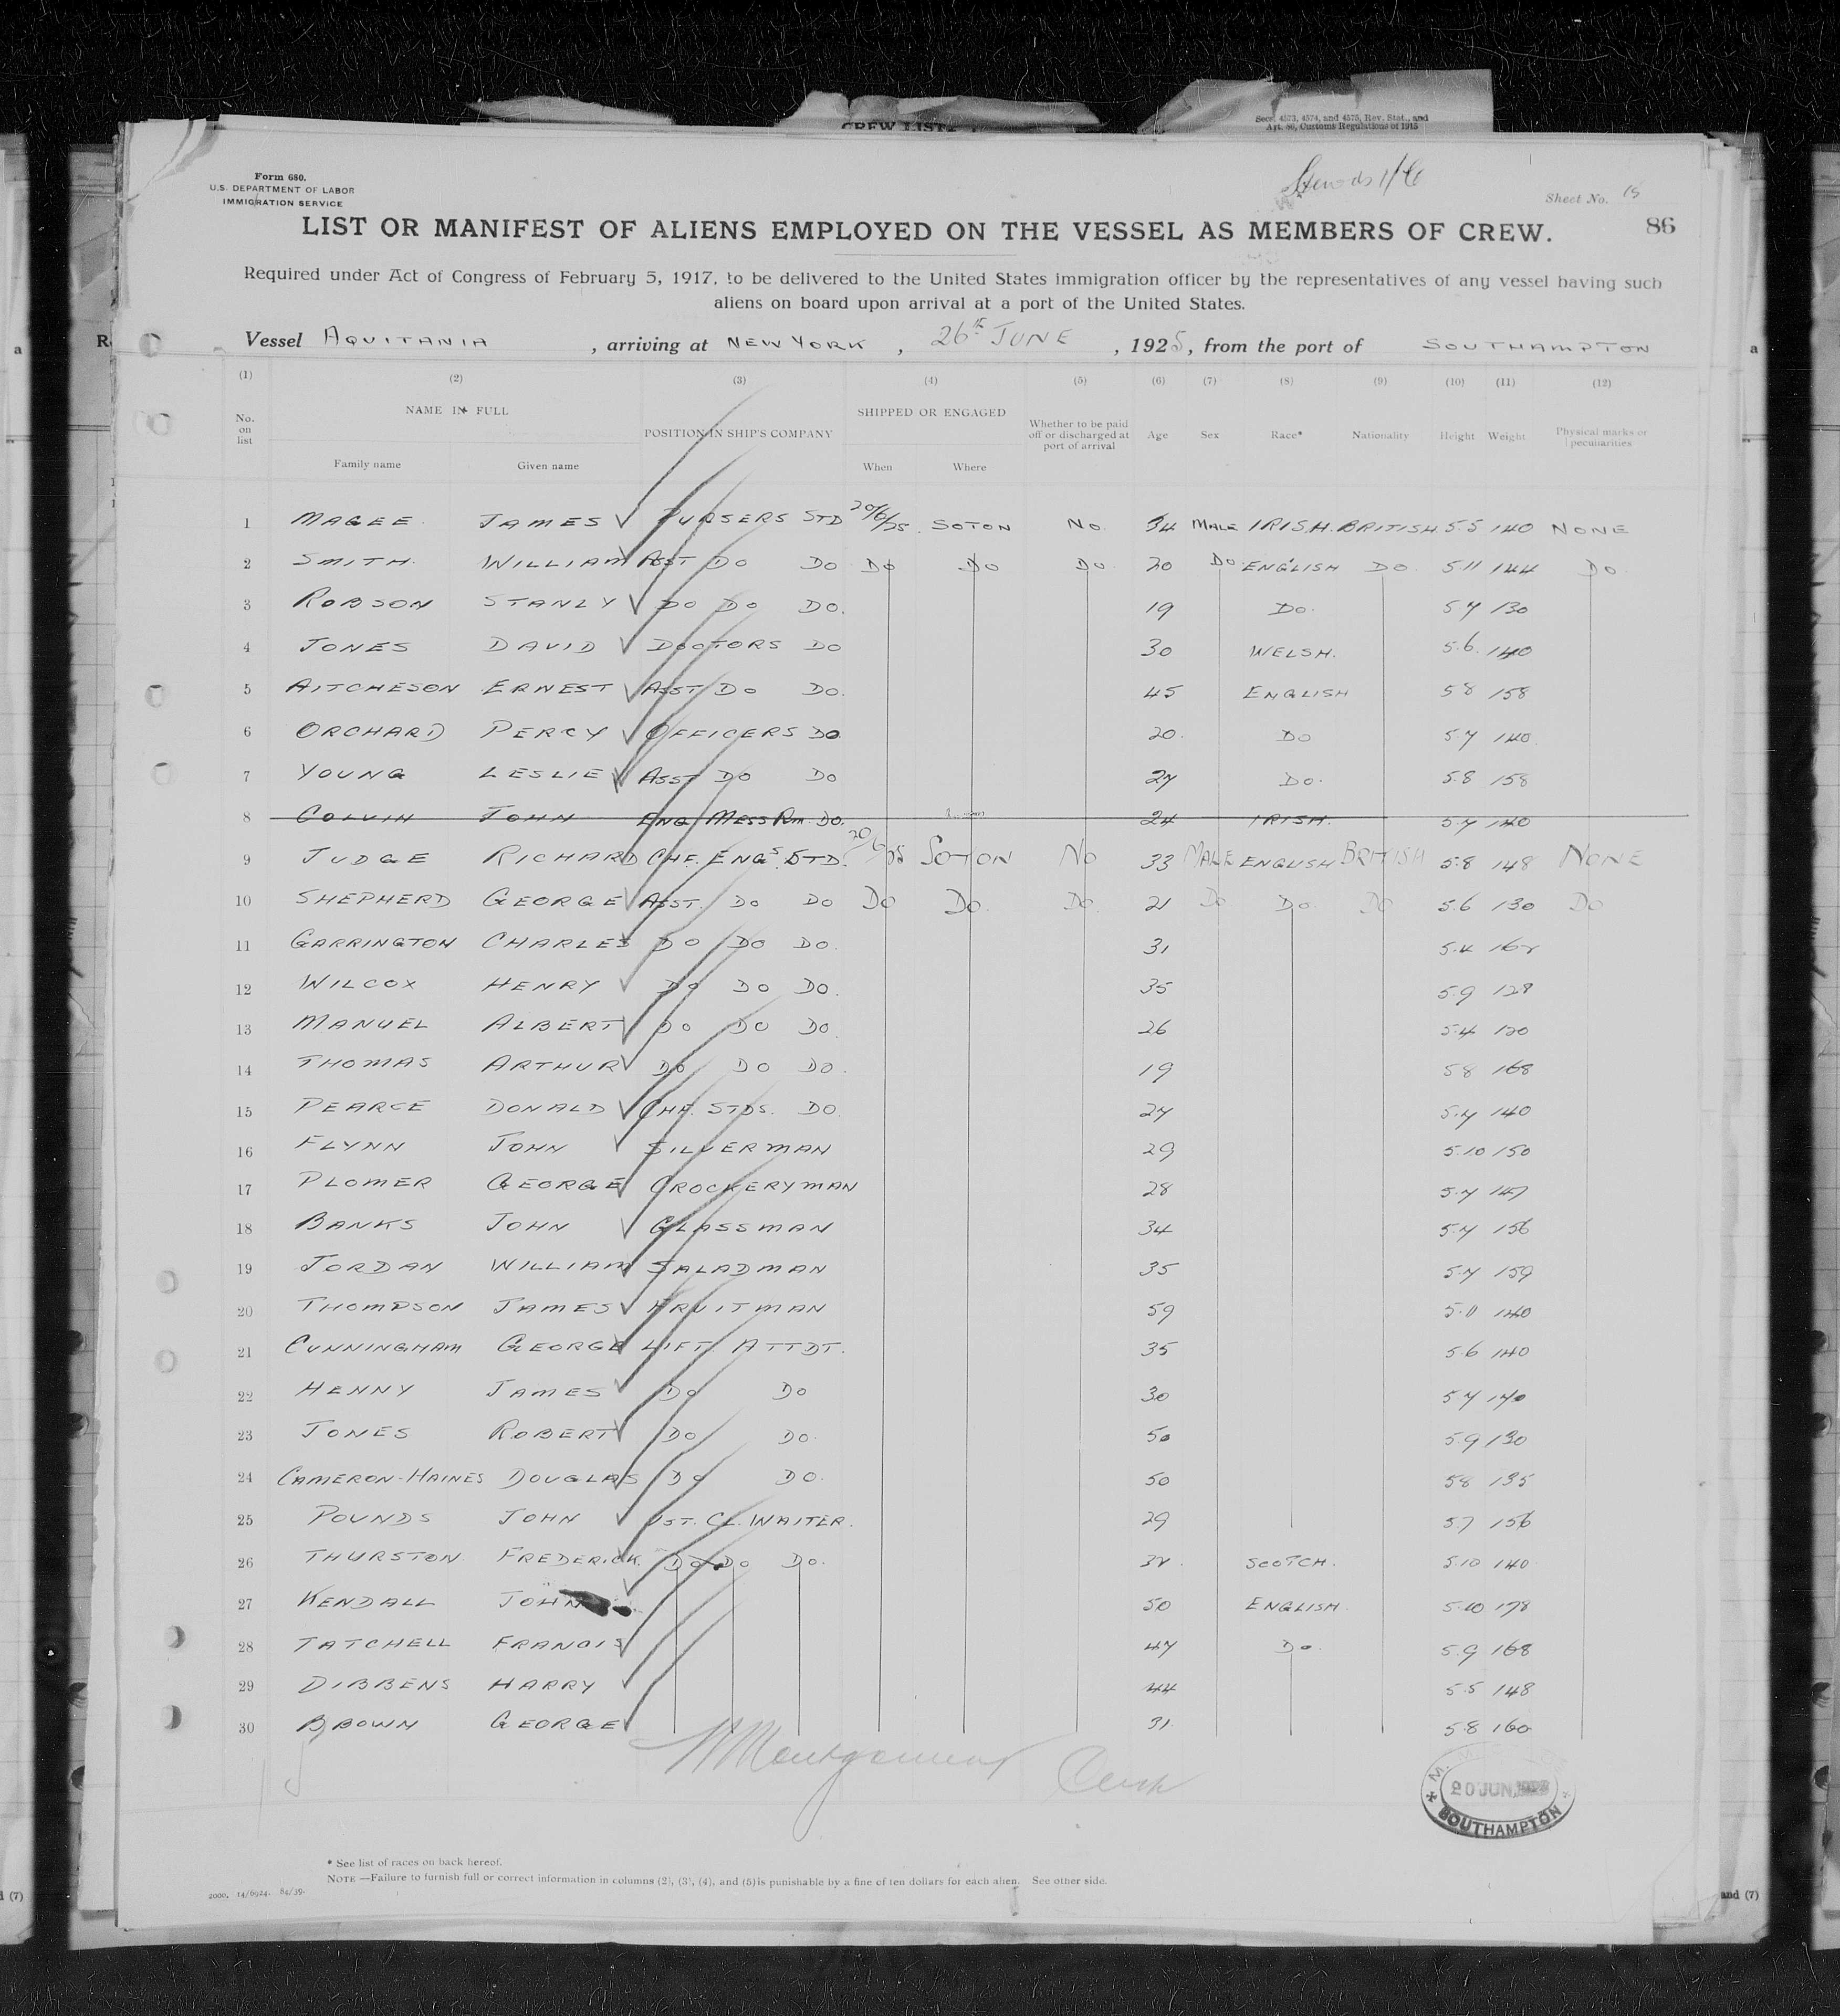 CREW LIST
Secs. 4573, 4574, and 4575, Rev. Stat., and
Art. 86, Customs Regulations of 1915
Form 680.
U.S. DEPARTMENT OF LABOR
IMMIGRATION SERVICE
Sheet No. 15
86
LIST OR MANIFEST OF ALIENS EMPLOYED ON THE VESSEL AS MEMBERS OF CREW.
Required under Act of Congress of February 5, 1917, to be delivered to the United States immigration officer by the representatives of any vessel having such
aliens on board upon arrival at a port of the United States.
Vessel AQUITANIA, arriving at NEW YORK, 26TH JUNE, 1925, from the port of SOUTHAMPTON
(1) (2) (3) (4) (5) (6) (7) (8) (9) (10) (11) (12)
No. on list NAME IN FULL POSITION IN SHIP'S COMPANY SHIPPED OR ENGAGED Whether to be paid off or discharged at port of arrival Age Sex Race* Nationality Height Weight Physical marks or peculiarities
Family name Given name When Where
1 MAGEE JAMES PURSERS STD 20/6/25 SOTON NO. 34 MALE IRISH. BRITISH 5.5 140 NONE
2 SMITH. WILLIAM ASST DO DO DO DO DO 20 DO ENGLISH DO 5.11 144 DO
3 ROBSON STANLY DO DO DO. 19 DO. 5.7 130
4 JONES DAVID DOCTORS DO 30 WELSH. 5.6. 140
5 AITCHESON ERNEST ASST DO DO. 45 ENGLISH 5.8 158
6 ORCHARD PERCY OFFICERS DO 20. DO 5.7 140
7 YOUNG LESLIE ASST DO DO 27 DO. 5.8 158
8 COLVIN JOHN ENG MESS RM. DO. 24 IRISH. 5.7 140
9 JUDGE RICHARD CHF. ENGS. STD. 20/6/25 SOTON NO 33 MALE ENGLISH BRITISH 5.8 148 NONE
10 SHEPHERD GEORGE ASST. DO DO DO DO. DO. 21 DO DO. DO 5.6 130 DO
11 GARRINGTON CHARLES DO DO DO. 31 5.4
12 WILCOX HENRY DO DO DO. 35 5.9 128
13 MANUEL ALBERT DO DO DO. 26 5.4 120
14 THOMAS ARTHUR DO DO DO. 19 5.8 168
15 PEARCE DONALD CHF. STDS. DO. 27 5.7 140
16 FLYNN JOHN SILVERMAN 29 5.10 150
17 PLOMER GEORGE CROCKERYMAN 28 5.7 147
18 BANKS JOHN GLASSMAN 34 5.7 156
19 JORDAN WILLIAM SALADMAN 35 5.7 159
20 THOMPSON JAMES FRUITMAN 59 5.11 140
21 CUNNINGHAM GEORGE LIFT ATTDT. 35 5.6 140
22 HENNY JAMES DO DO 30 5.7 170
23 JONES ROBERT DO DO. 50 5.9 130
24 CAMERON-HAINES DOUGLAS DO DO. 50 5.8 135
25 POUNDS JOHN 1ST. CL. WAITER. 29 5.7 156
26 THURSTON FREDERICK. DO DO DO. 32. SCOTCH. 5.10 140
27 KENDALL JOHN 50 ENGLISH. 5.10 178
28 TATCHELL FRANCIS 47 DO. 5.9 168
29 DIBBENS HARRY 44 5.5 148
30 BROWN GEORGE 31. 5.8 160
Montgomery Clerk
20 JUN
SOUTHAMPTON
* See list of races on back hereof.
NOTE.—Failure to furnish full or correct information in columns (2), (3), (4), and (5) is punishable by a fine of ten dollars for each alien. See other side.
2000. 14/6924. 84/39.
and (7)